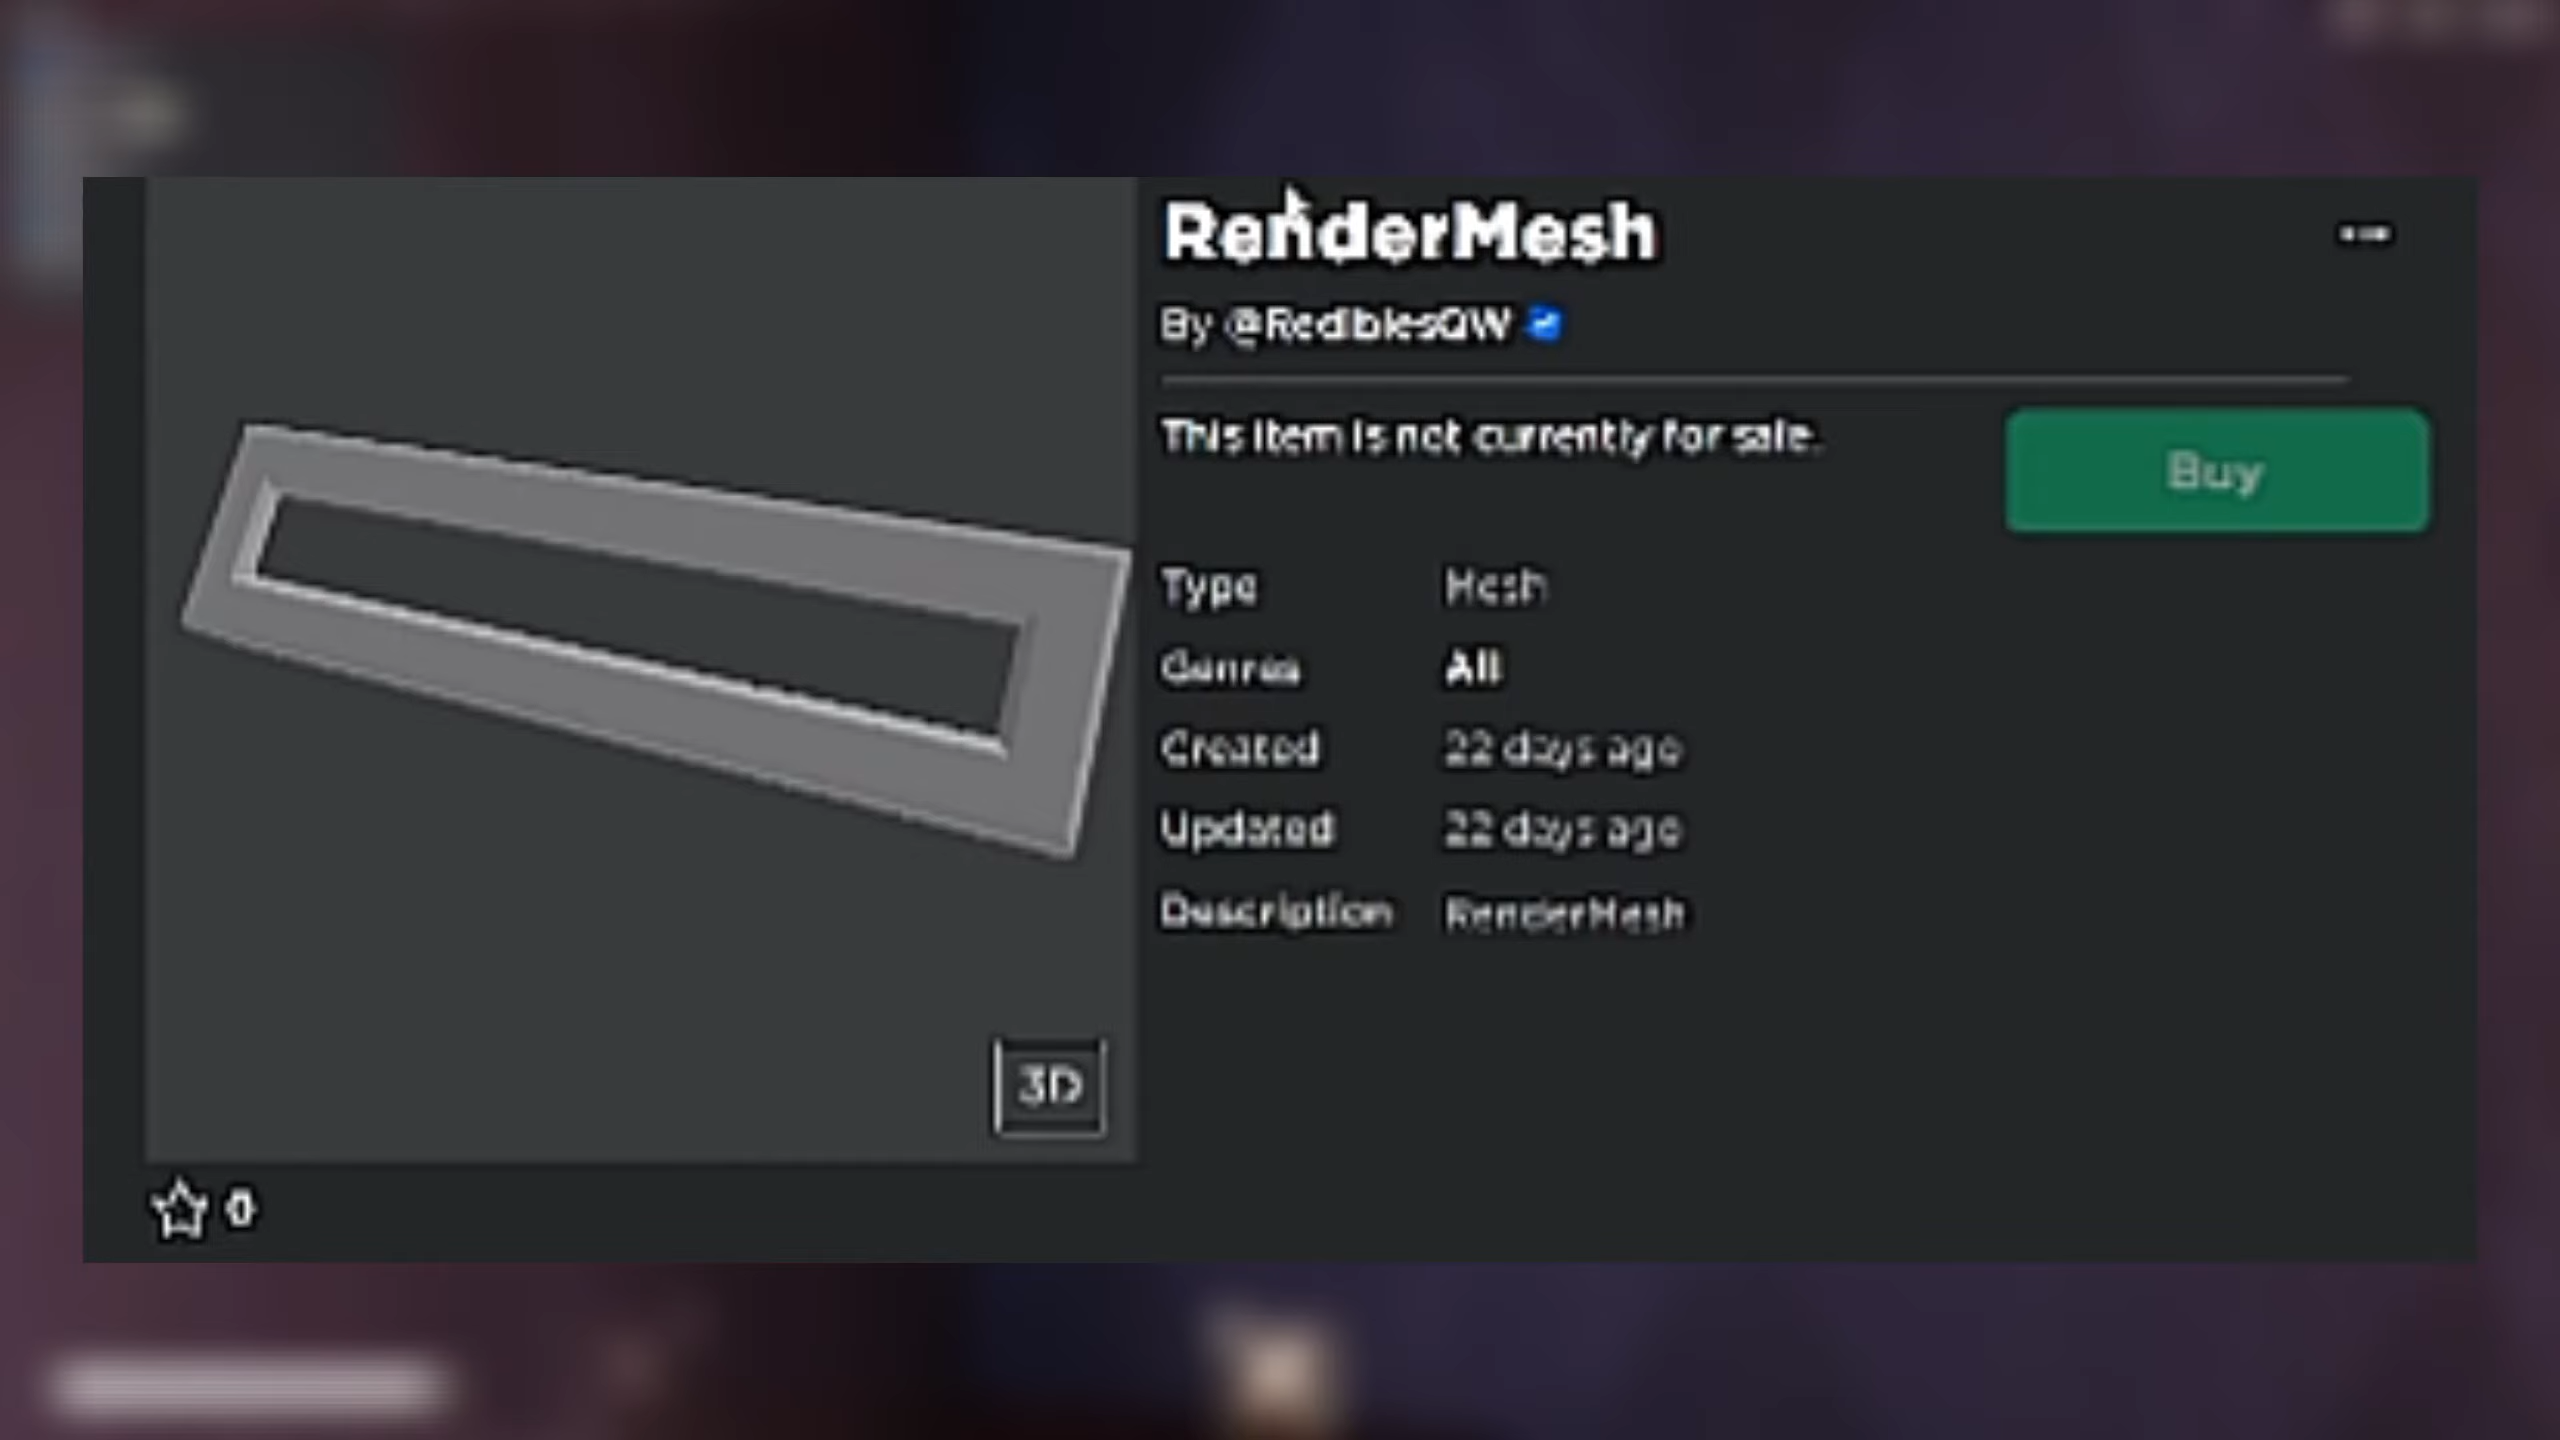 RenderMesh
By @RediblesQW
This item is not currently for sale.
Buy
Type Mesh
Genres All
Created 22 days ago
Updated 22 days ago
Description RenderMesh
3D
0